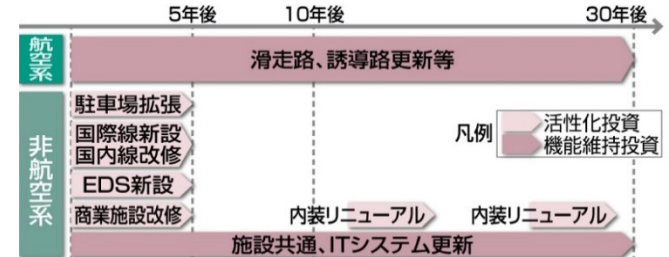 5年後 10年後 30年後
航空系
滑走路、誘導路更新等
非航空系
駐車場拡張
国際線新設
国内線改修
EDS新設
商業施設改修
内装リニューアル
内装リニューアル
施設共通、ITシステム更新
凡例
活性化投資
機能維持投資